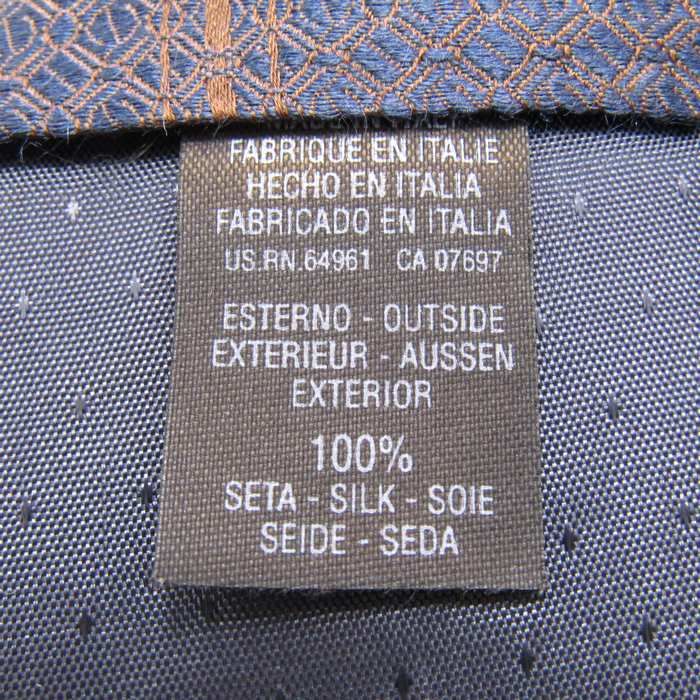 FABRIQUE EN ITALIE
HECHO EN ITALIA
FABRICADO EN ITALIA
US.RN.64961 CA 07697
ESTERNO - OUTSIDE
EXTERIEUR - AUSSEN
EXTERIOR
100%
SETA - SILK - SOIE
SEIDE - SEDA